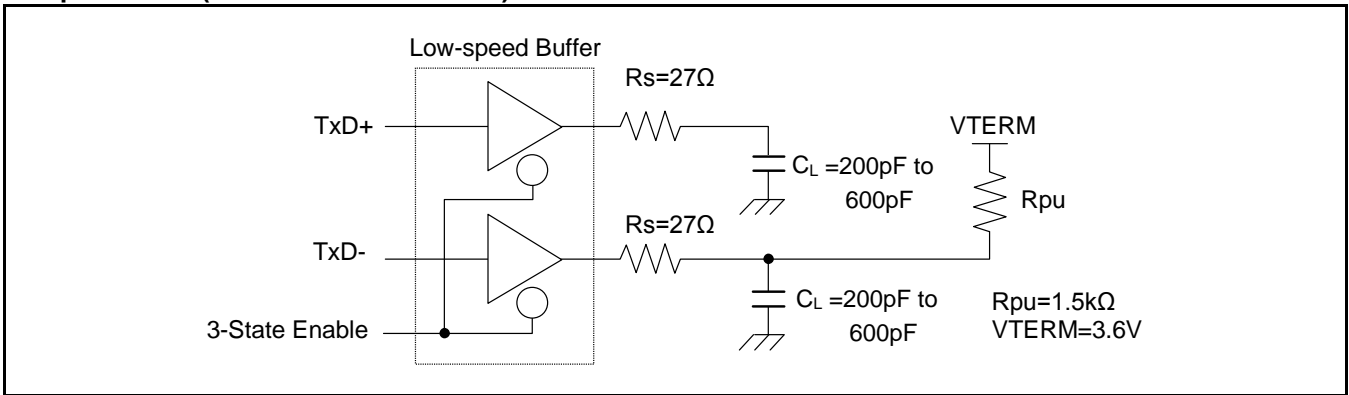 Low-speed Buffer
Rs=27Ω
TxD+
VTERM
CL =200pF to
600pF
Rpu
Rs=27Ω
TxD-
CL =200pF to
600pF
Rpu=1.5kΩ
VTERM=3.6V
3-State Enable